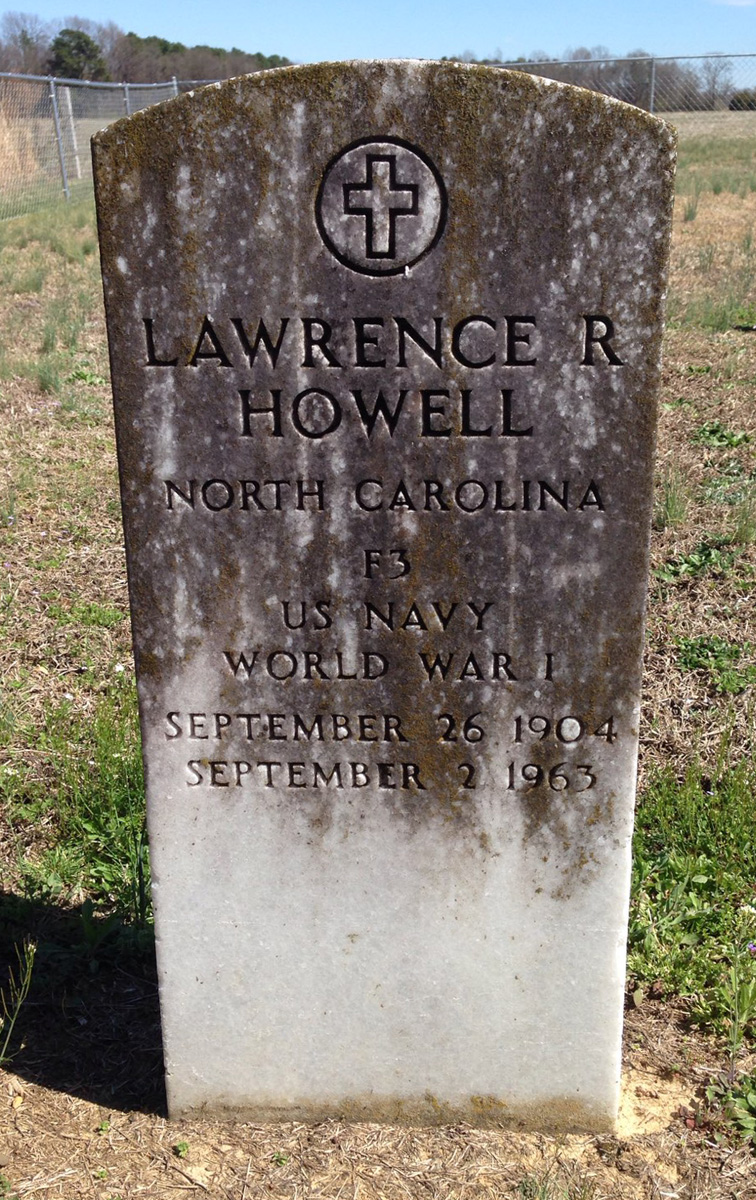 LAWRENCE R
HOWELL
NORTH CAROLINA
F3
US NAVY
WORLD WAR I
SEPTEMBER 26 1904
SEPTEMBER 2 1963